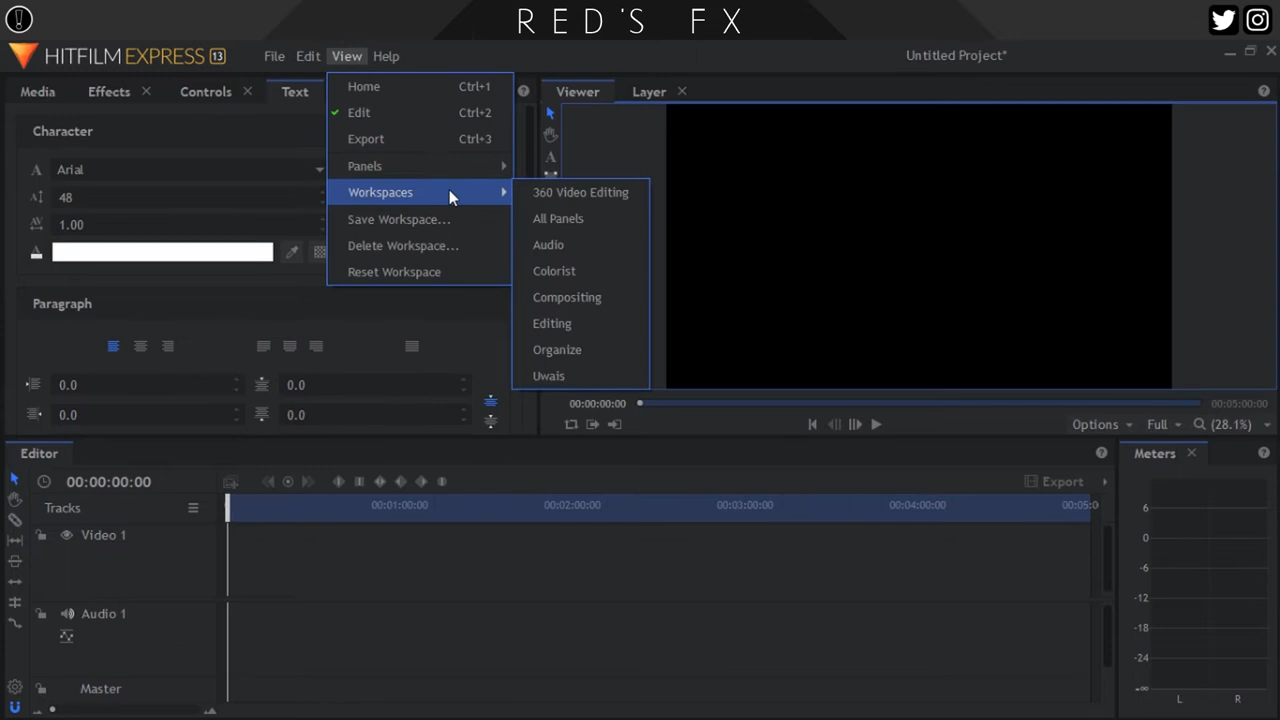 RED'S FX
HITFILM EXPRESS 13
File Edit View Help
Untitled Project*
Media Effects Controls Text
Viewer Layer
Home Ctrl+1
Edit Ctrl+2
Export Ctrl+3
Panels
Workspaces
Save Workspace...
Delete Workspace...
Reset Workspace
360 Video Editing
All Panels
Audio
Colorist
Compositing
Editing
Organize
Uwais
Character
Arial
48
1.00
Paragraph
0.0 0.0
0.0 0.0
00:00:00:00
00:05:00:00
Options Full (28.1%)
Editor
00:00:00:00
Export
Tracks
00:01:00:00 00:02:00:00 00:03:00:00 00:04:00:00 00:05:0
Video 1
Audio 1
Master
Meters
6
0
-6
-12
-18
-24
-∞
L R